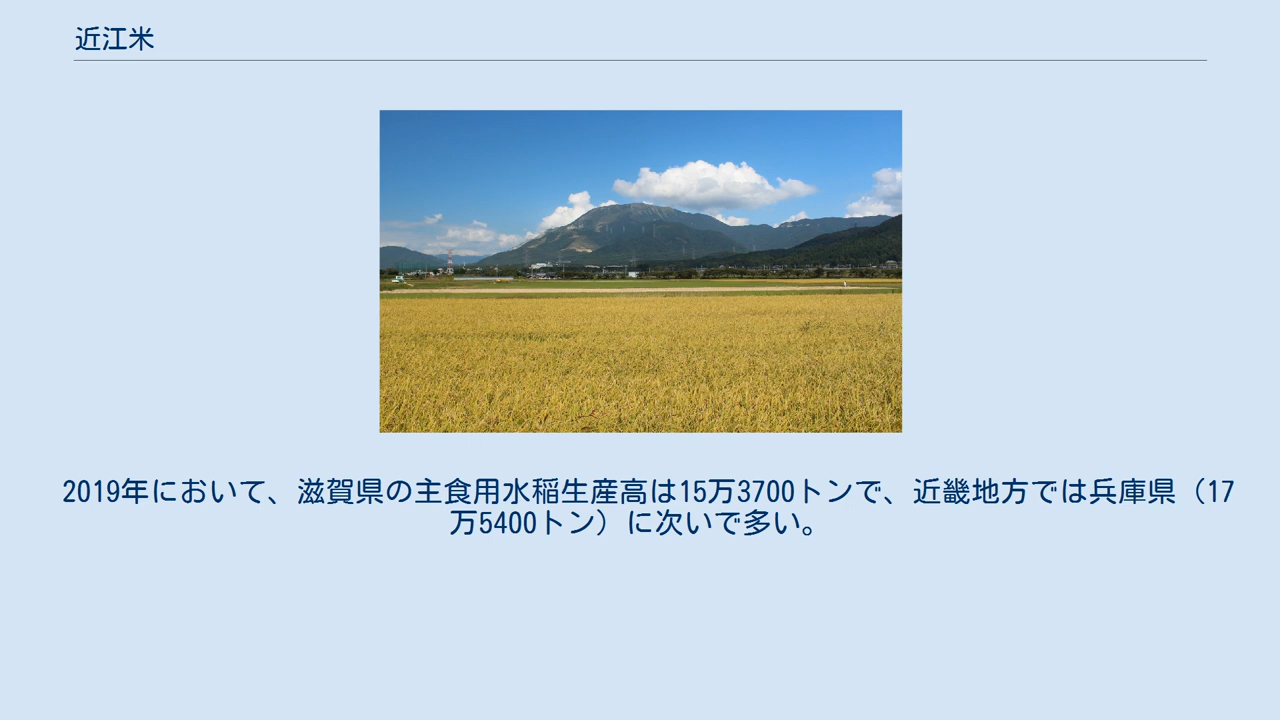 近江米
2019年において、滋賀県の主食用水稲生産高は15万3700トンで、近畿地方では兵庫県（17
万5400トン）に次いで多い。